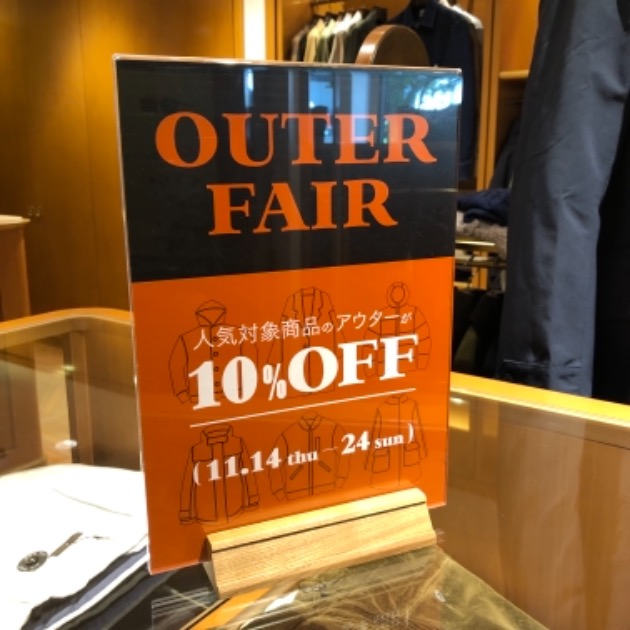 OUTER
FAIR
人気対象商品のアウターが
10%OFF
(11.14 thu — 24 sun)